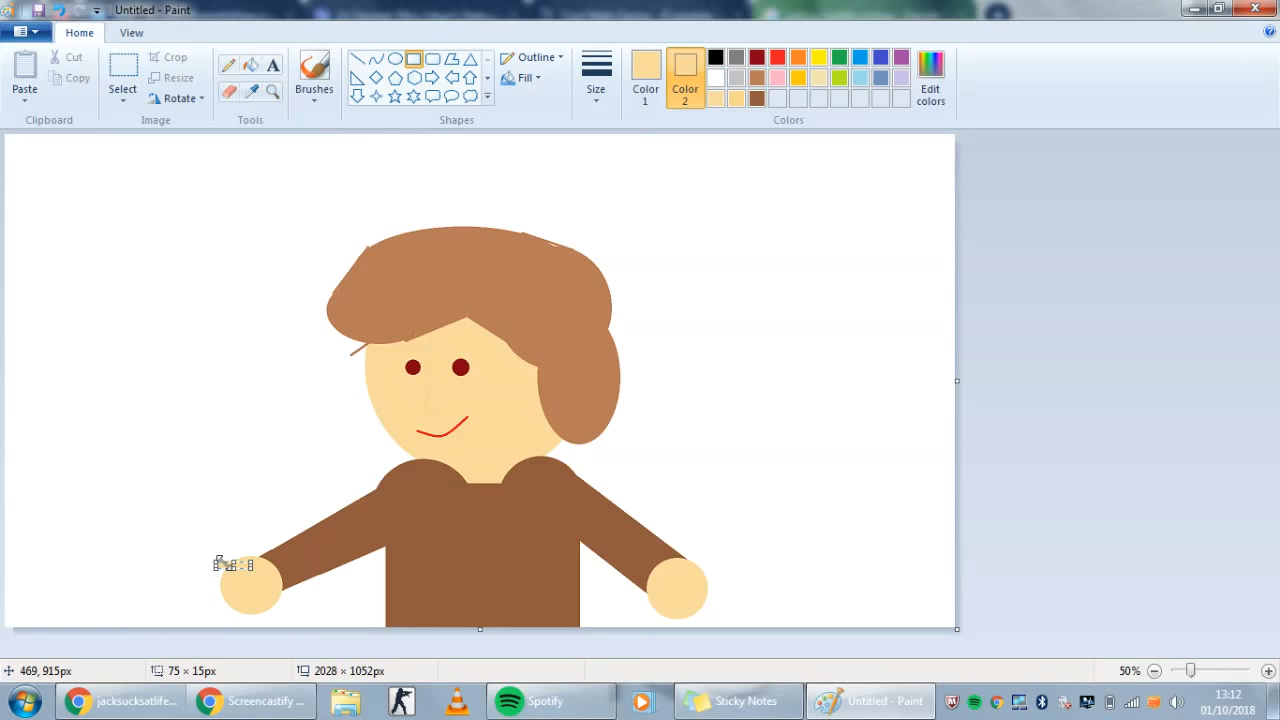 Untitled - Paint
Home
View
Paste
Cut
Copy
Clipboard
Select
Crop
Resize
Rotate
Image
A
Tools
Brushes
Outline
Fill
Shapes
Size
Color 1
Color 2
Edit colors
Colors
469, 915px
75 × 15px
2028 × 1052px
50%
jacksucksatlife...
Screencastify ...
Spotify
Sticky Notes
Untitled - Paint
13:12
01/10/2018